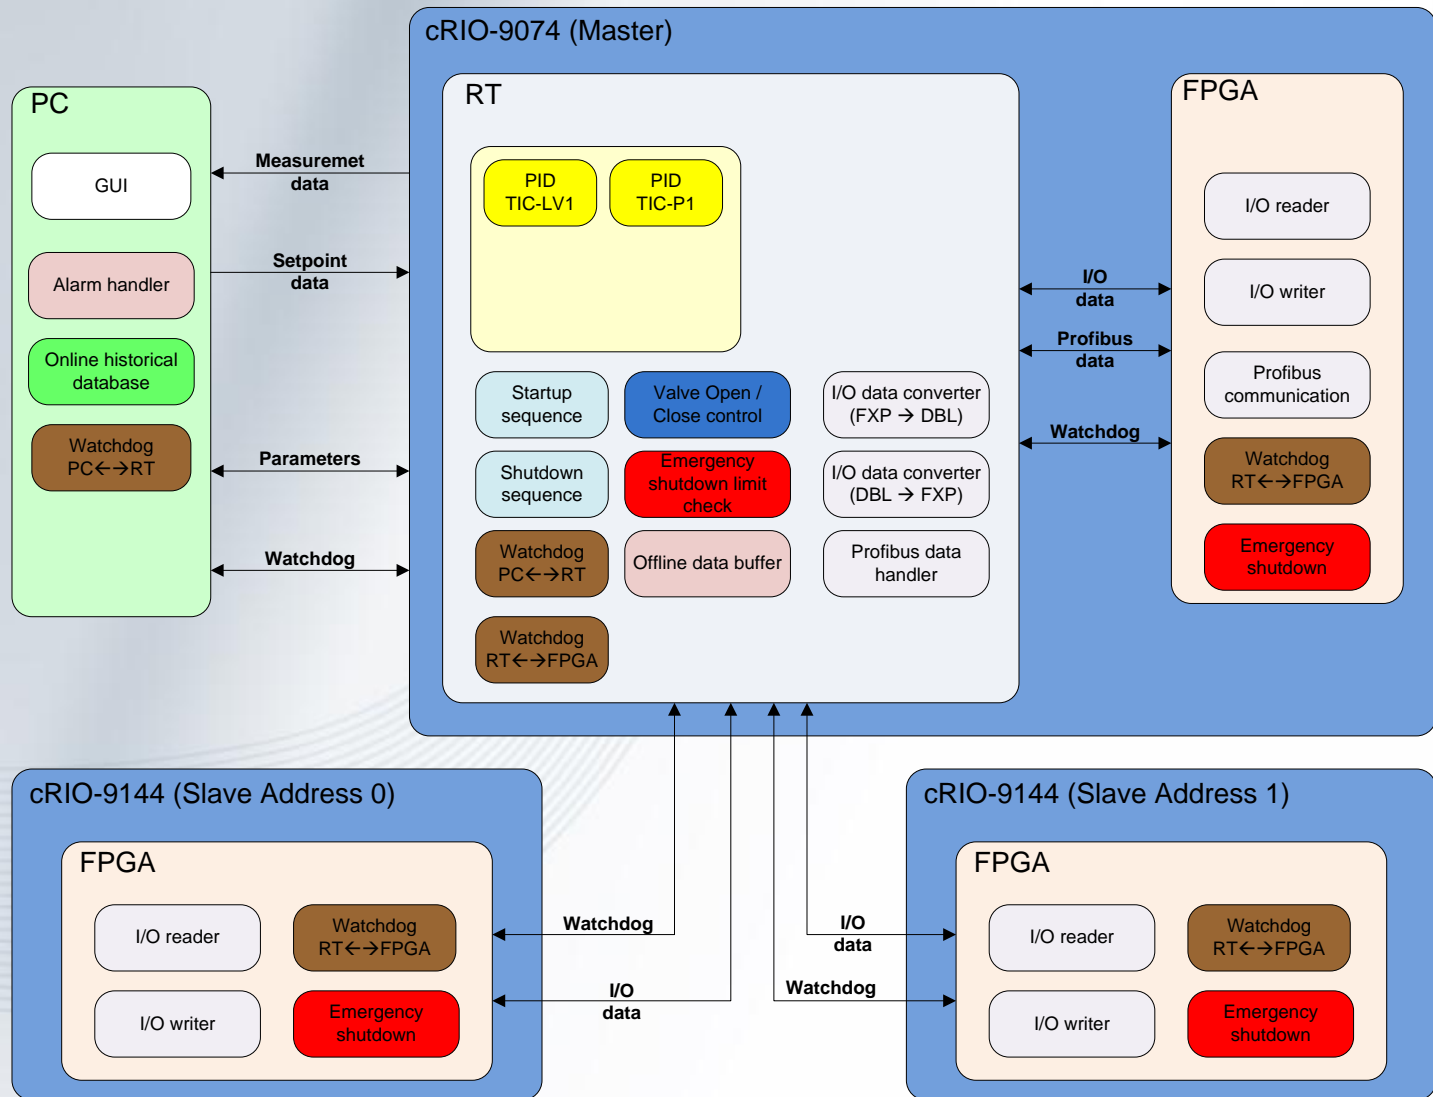 cRIO-9074 (Master)
PC
GUI
Alarm handler
Online historical
database
Watchdog
PC←→RT
Measuremet
data
Setpoint
data
Parameters
Watchdog
RT
PID
TIC-LV1
PID
TIC-P1
Startup
sequence
Valve Open /
Close control
I/O data converter
(FXP → DBL)
Shutdown
sequence
Emergency
shutdown limit
check
I/O data converter
(DBL → FXP)
Watchdog
PC←→RT
Offline data buffer
Profibus data
handler
Watchdog
RT←→FPGA
I/O
data
Profibus
data
Watchdog
FPGA
I/O reader
I/O writer
Profibus
communication
Watchdog
RT←→FPGA
Emergency
shutdown
cRIO-9144 (Slave Address 0)
FPGA
I/O reader
Watchdog
RT←→FPGA
I/O writer
Emergency
shutdown
Watchdog
I/O
data
I/O
data
Watchdog
cRIO-9144 (Slave Address 1)
FPGA
I/O reader
Watchdog
RT←→FPGA
I/O writer
Emergency
shutdown